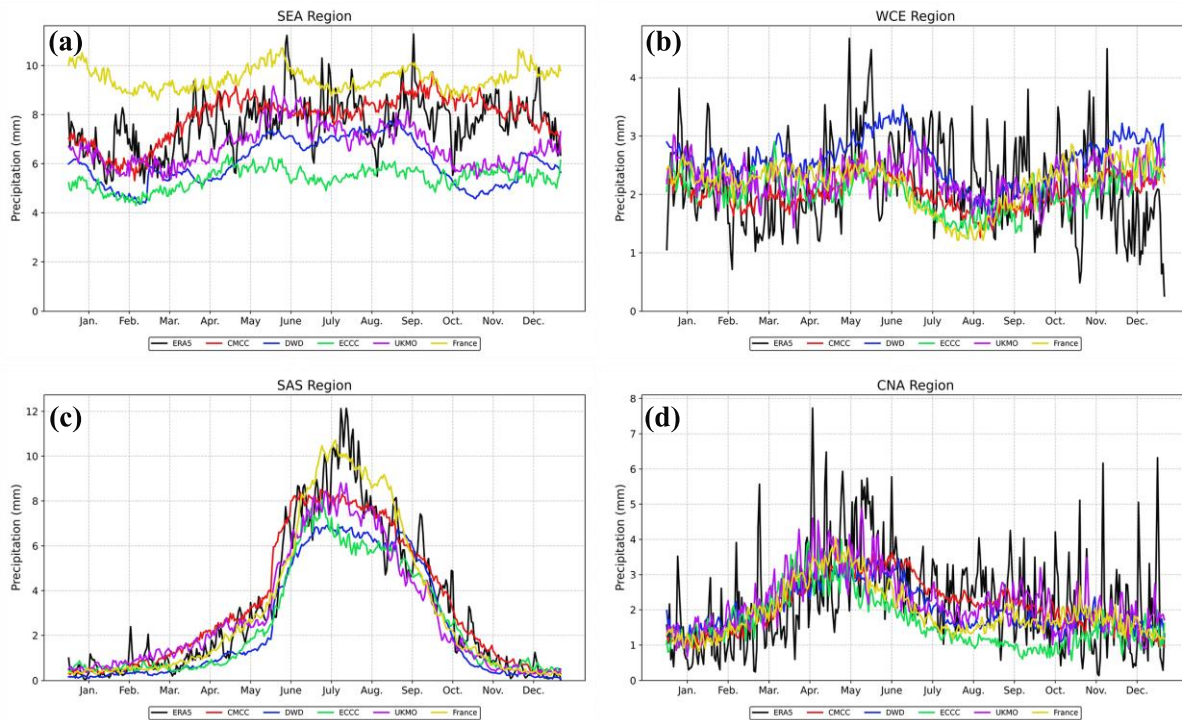 SEA Region
(a)
Precipitation (mm)
10
8
6
4
2
0
Jan. Feb. Mar. Apr. May June July Aug. Sep. Oct. Nov. Dec.
ERA5 CMCC DWD ECCC UKMO France
WCE Region
(b)
Precipitation (mm)
4
3
2
1
0
Jan. Feb. Mar. Apr. May June July Aug. Sep. Oct. Nov. Dec.
ERA5 CMCC DWD ECCC UKMO France
SAS Region
(c)
Precipitation (mm)
12
10
8
6
4
2
0
Jan. Feb. Mar. Apr. May June July Aug. Sep. Oct. Nov. Dec.
ERA5 CMCC DWD ECCC UKMO France
CNA Region
(d)
Precipitation (mm)
8
7
6
5
4
3
2
1
0
Jan. Feb. Mar. Apr. May June July Aug. Sep. Oct. Nov. Dec.
ERA5 CMCC DWD ECCC UKMO France